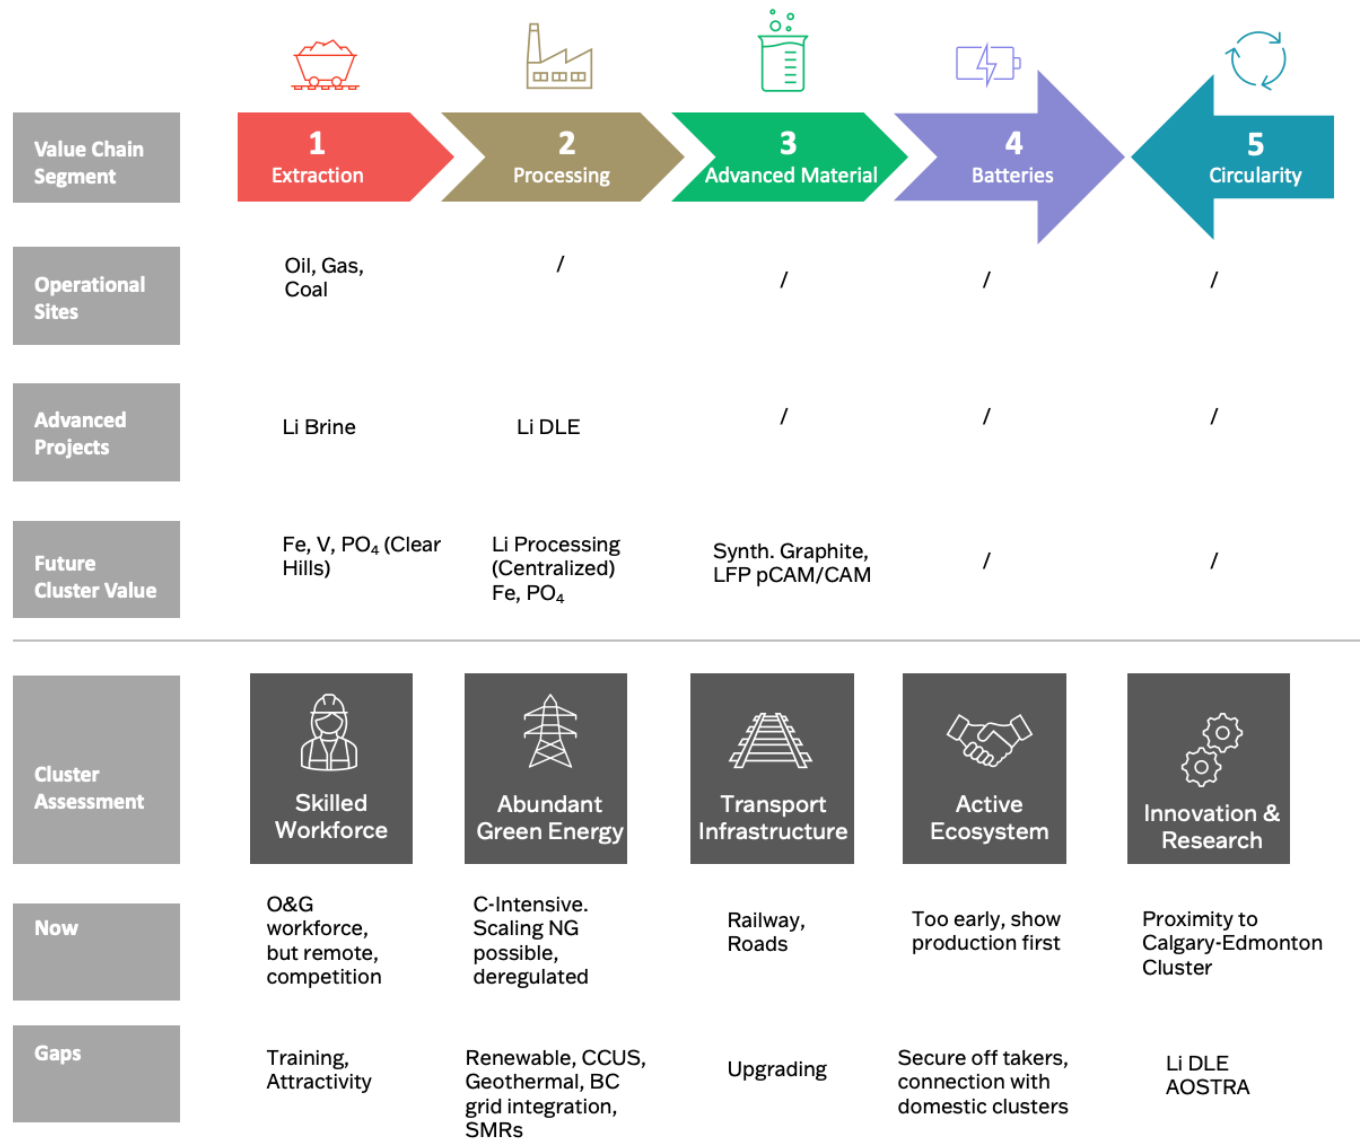 Value Chain
Segment
1
Extraction
2
Processing
3
Advanced Material
4
Batteries
5
Circularity
Operational
Sites
Oil, Gas,
Coal
/
/
/
/
Advanced
Projects
Li Brine
Li DLE
/
/
/
Future
Cluster Value
Fe, V, PO₄ (Clear
Hills)
Li Processing
(Centralized)
Fe, PO₄
Synth. Graphite,
LFP pCAM/CAM
/
/
Cluster
Assessment
Skilled
Workforce
Abundant
Green Energy
Transport
Infrastructure
Active
Ecosystem
Innovation &
Research
Now
O&G
workforce,
but remote,
competition
C-Intensive.
Scaling NG
possible,
deregulated
Railway,
Roads
Too early, show
production first
Proximity to
Calgary-Edmonton
Cluster
Gaps
Training,
Attractivity
Renewable, CCUS,
Geothermal, BC
grid integration,
SMRs
Upgrading
Secure off takers,
connection with
domestic clusters
Li DLE
AOSTRA